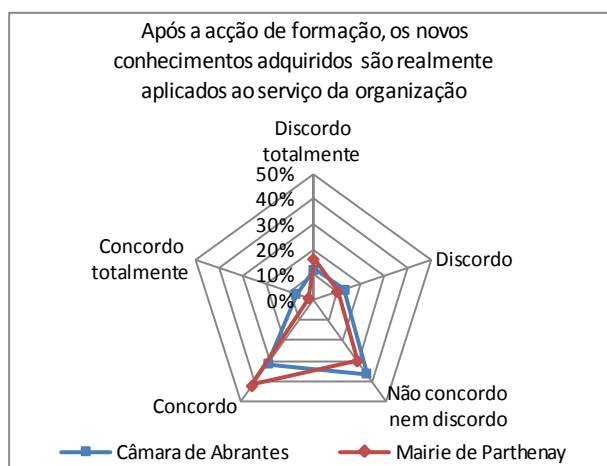 Após a acção de formação, os novos
conhecimentos adquiridos são realmente
aplicados ao serviço da organização
Discordo
totalmente
50%
40%
30%
20%
10%
0%
Discordo
Não concordo
nem discordo
Concordo
Concordo
totalmente
Câmara de Abrantes
Mairie de Parthenay